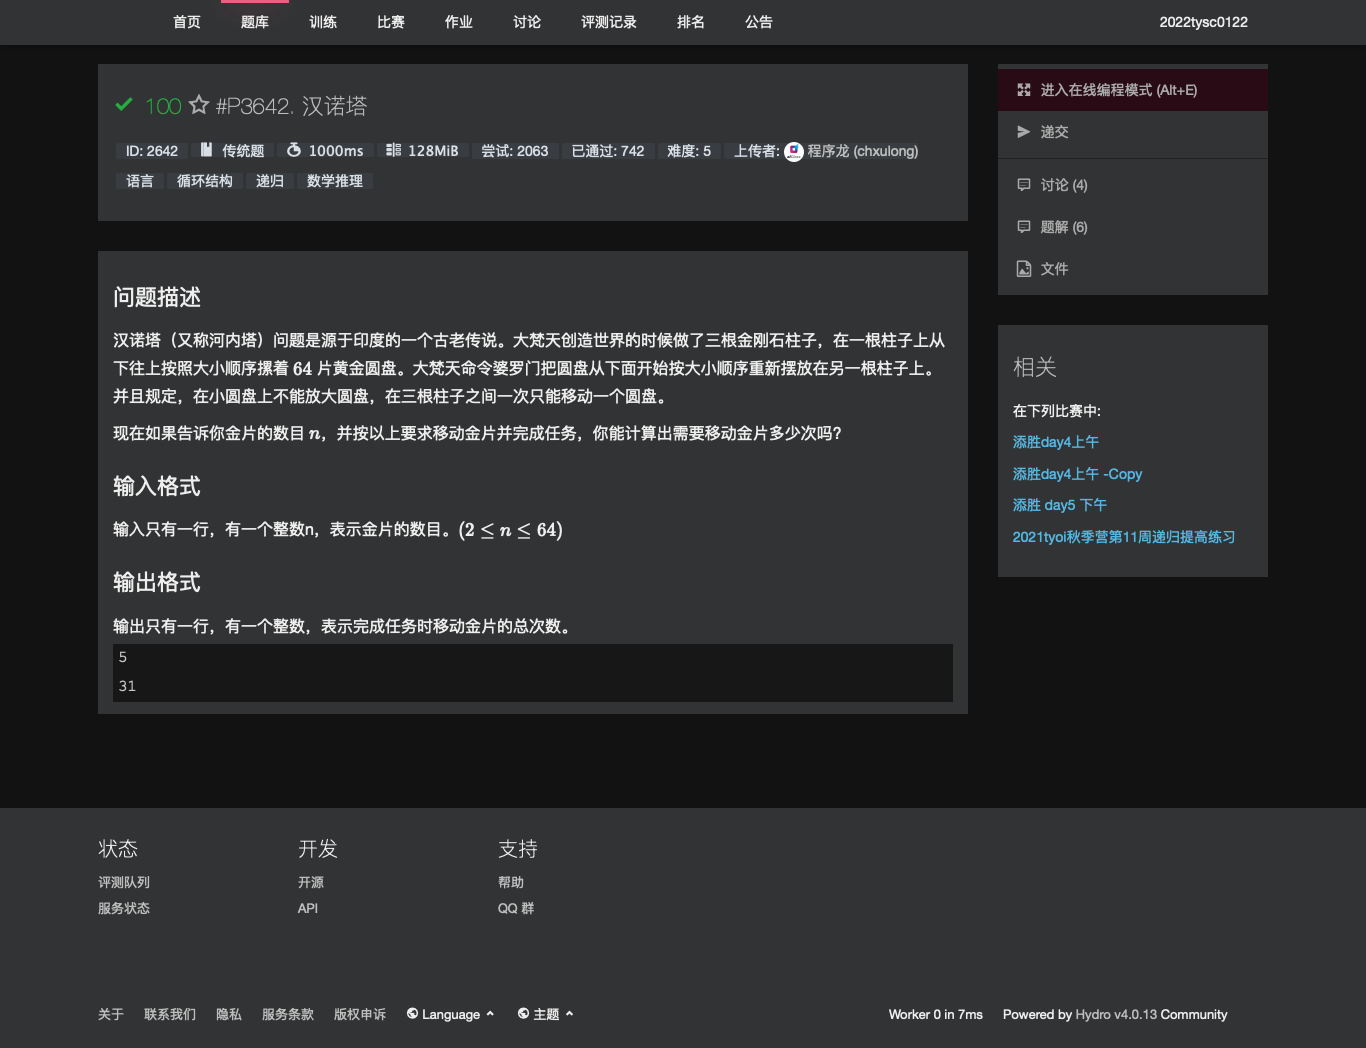 首页 题库 训练 比赛 作业 讨论 评测记录 排名 公告 2022tysc0122
100 #P3642. 汉诺塔
ID: 2642 传统题 1000ms 128MiB 尝试: 2063 已通过: 742 难度: 5 上传者: 程序龙 (chxulong)
语言 循环结构 递归 数学推理
问题描述
汉诺塔（又称河内塔）问题是源于印度的一个古老传说。大梵天创造世界的时候做了三根金刚石柱子，在一根柱子上从
下往上按照大小顺序摞着 64 片黄金圆盘。大梵天命令婆罗门把圆盘从下面开始按大小顺序重新摆放在另一根柱子上。
并且规定，在小圆盘上不能放大圆盘，在三根柱子之间一次只能移动一个圆盘。
现在如果告诉你金片的数目 n，并按以上要求移动金片并完成任务，你能计算出需要移动金片多少次吗？
输入格式
输入只有一行，有一个整数n，表示金片的数目。(2 ≤ n ≤ 64)
输出格式
输出只有一行，有一个整数，表示完成任务时移动金片的总次数。
5
31
进入在线编程模式 (Alt+E)
递交
讨论 (4)
题解 (6)
文件
相关
在下列比赛中:
添胜day4上午
添胜day4上午 -Copy
添胜 day5 下午
2021tyoi秋季营第11周递归提高练习
状态 开发 支持
评测队列 开源 帮助
服务状态 API QQ 群
关于 联系我们 隐私 服务条款 版权申诉 Language 主题 Worker 0 in 7ms Powered by Hydro v4.0.13 Community